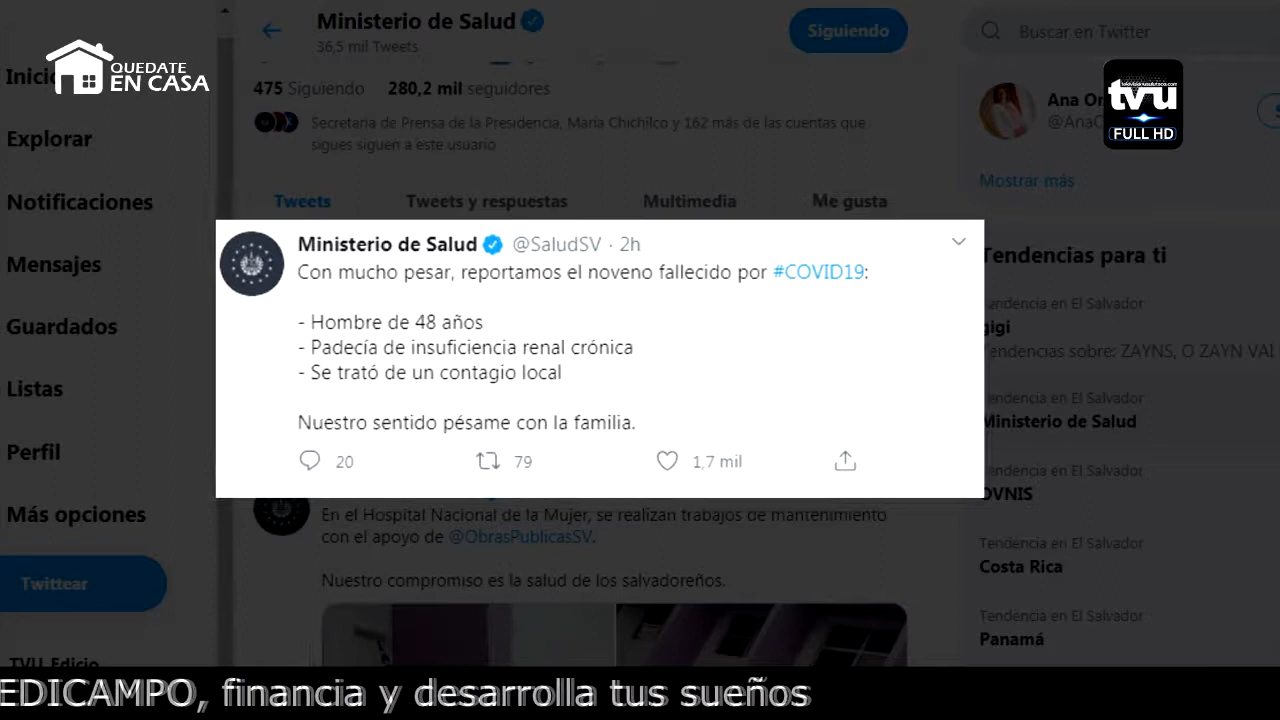 Ministerio de Salud
36,5 mil Tweets
Siguiendo
Buscar en Twitter
QUEDATE
EN CASA
Inicio
475 Siguiendo 280,2 mil seguidores
Secretaria de Prensa de la Presidencia, María Chichilco y 162 más de las cuentas que
sigues siguen a este usuario
tvu
FULL HD
Explorar
Mostrar más
Notificaciones
Tweets Tweets y respuestas Multimedia Me gusta
Mensajes
Guardados
Listas
Perfil
Más opciones
Twittear
Ministerio de Salud @SaludSV · 2h
Con mucho pesar, reportamos el noveno fallecido por #COVID19:
- Hombre de 48 años
- Padecía de insuficiencia renal crónica
- Se trató de un contagio local
Nuestro sentido pésame con la familia.
20 79 1,7 mil
En el Hospital Nacional de la Mujer, se realizan trabajos de mantenimiento
con el apoyo de @ObrasPublicasSV.
Nuestro compromiso es la salud de los salvadoreños.
Tendencias para ti
Tendencia en El Salvador
gigi
Tendencias sobre: ZAYNS, O ZAYN VAI
Tendencia en El Salvador
Ministerio de Salud
Tendencia en El Salvador
OVNIS
Tendencia en El Salvador
Costa Rica
Tendencia en El Salvador
Panamá
EDICAMPO, financia y desarrolla tus sueños